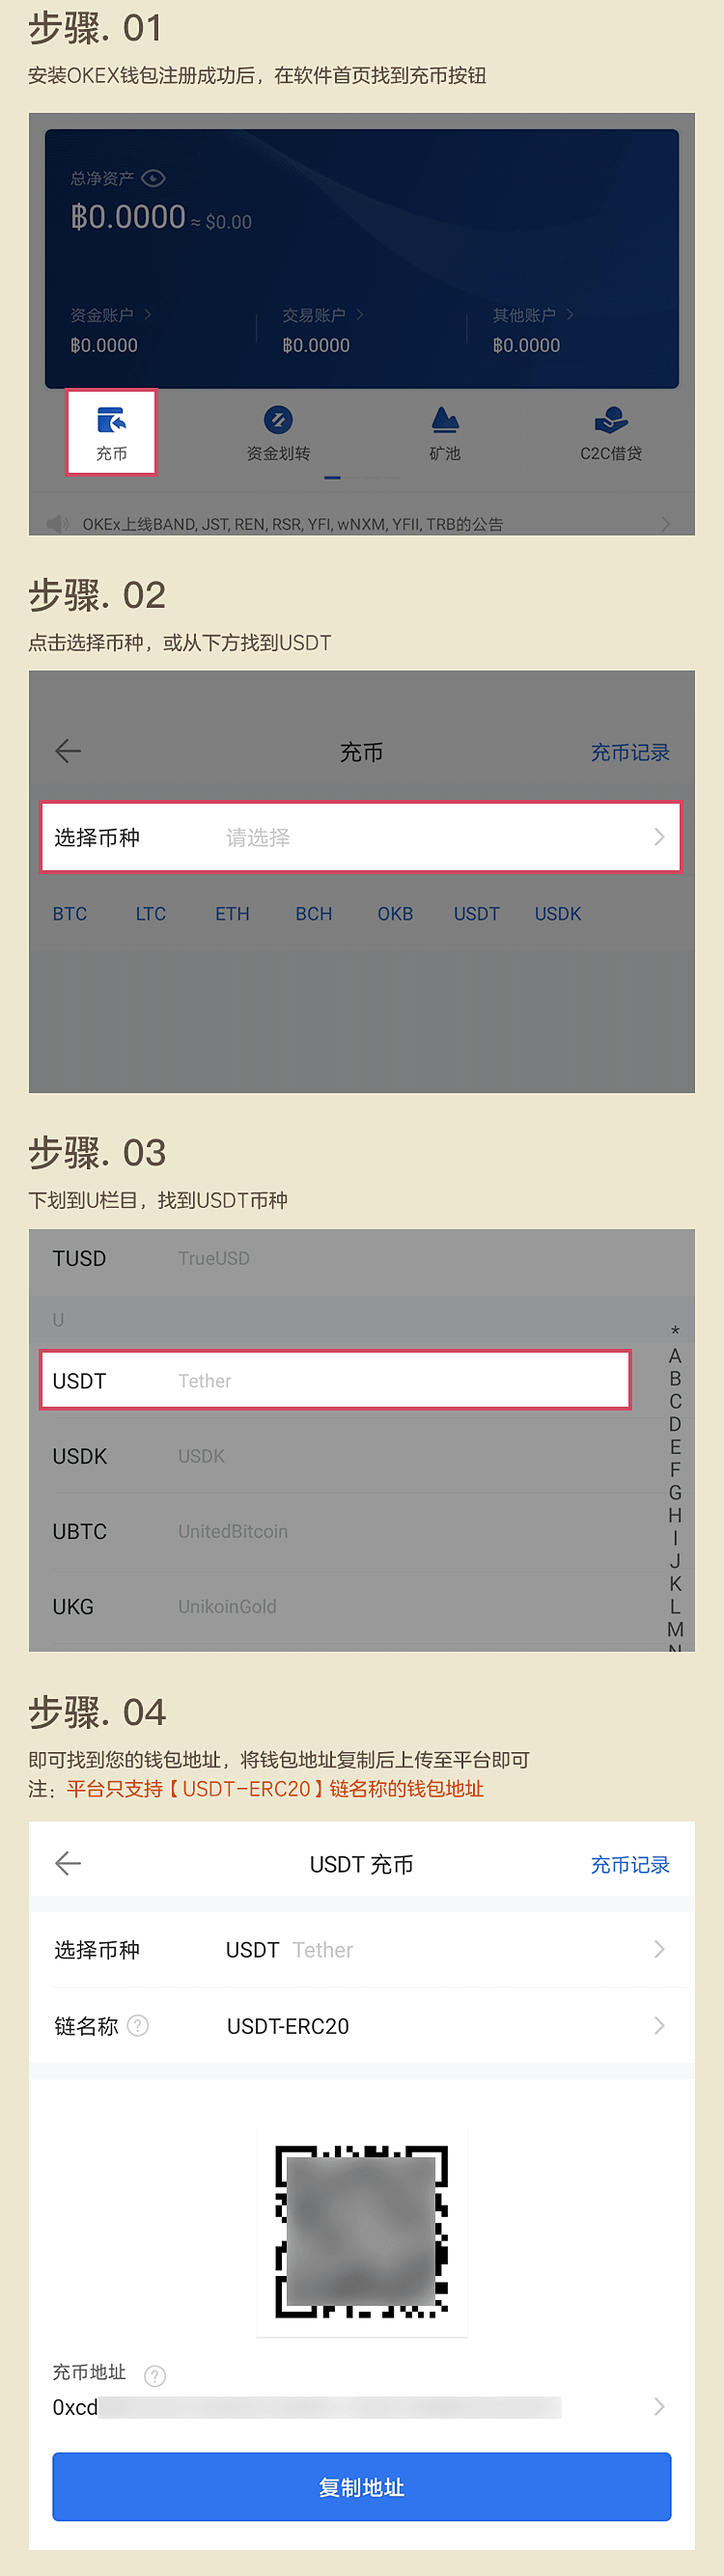 步骤. 01
安装OKEX钱包注册成功后，在软件首页找到充币按钮
总净资产
฿0.0000 ≈ $0.00
资金账户 交易账户 其他账户
฿0.0000 ฿0.0000 ฿0.0000
充币 资金划转 矿池 C2C借贷
OKEx上线BAND, JST, REN, RSR, YFI, wNXM, YFII, TRB的公告
步骤. 02
点击选择币种，或从下方找到USDT
充币 充币记录
选择币种 请选择
BTC LTC ETH BCH OKB USDT USDK
步骤. 03
下划到U栏目，找到USDT币种
TUSD TrueUSD
U
USDT Tether
USDK USDK
UBTC UnitedBitcoin
UKG UnikoinGold
*
A
B
C
D
E
F
G
H
I
J
K
L
M
N
步骤. 04
即可找到您的钱包地址，将钱包地址复制后上传至平台即可
注：平台只支持【USDT-ERC20】链名称的钱包地址
USDT 充币 充币记录
选择币种 USDT Tether
链名称 ? USDT-ERC20
充币地址 ?
0xcd
复制地址